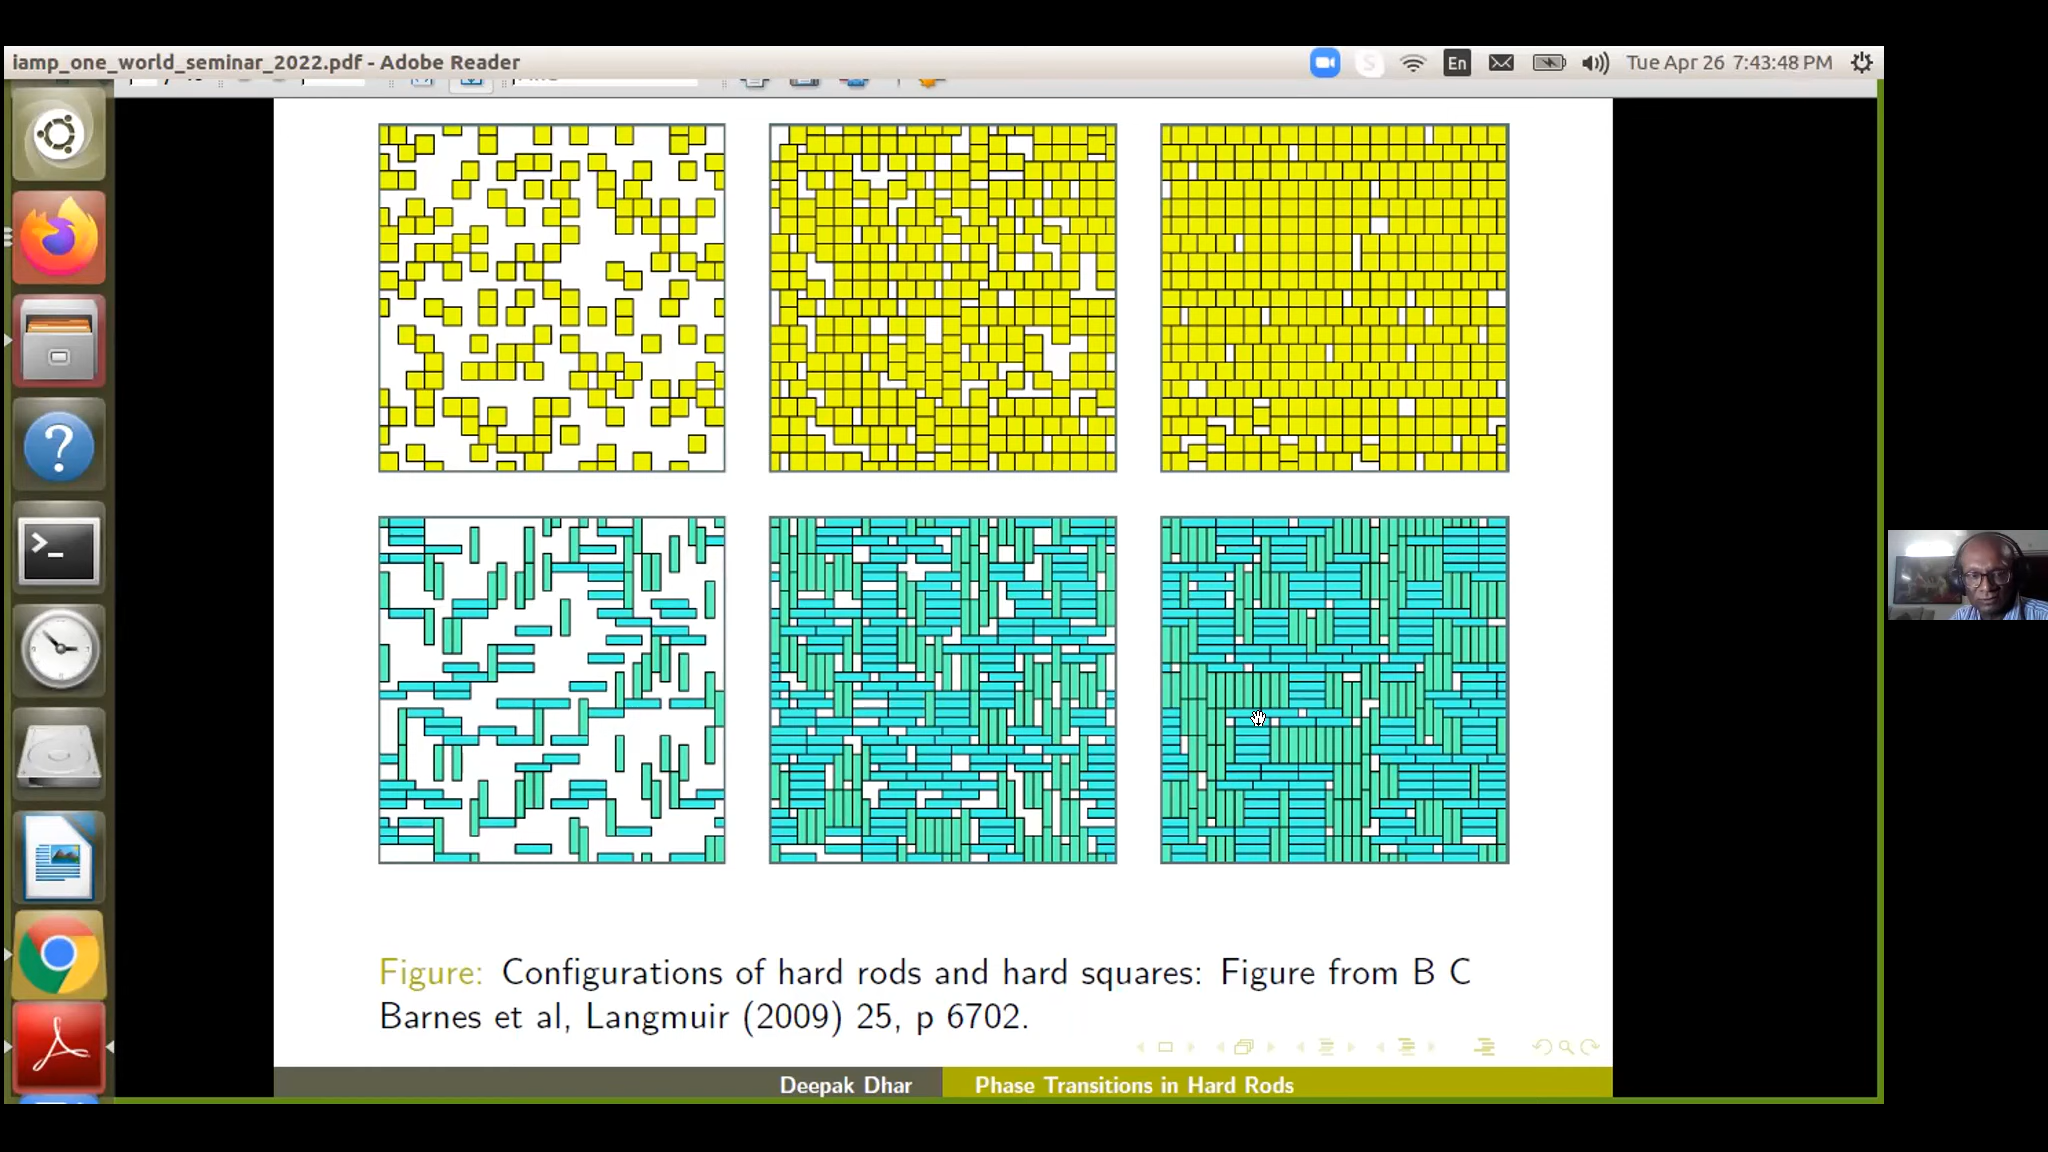 iamp_one_world_seminar_2022.pdf - Adobe Reader
En
Tue Apr 26 7:43:48 PM
Figure: Configurations of hard rods and hard squares: Figure from B C
Barnes et al, Langmuir (2009) 25, p 6702.
Deepak Dhar
Phase Transitions in Hard Rods